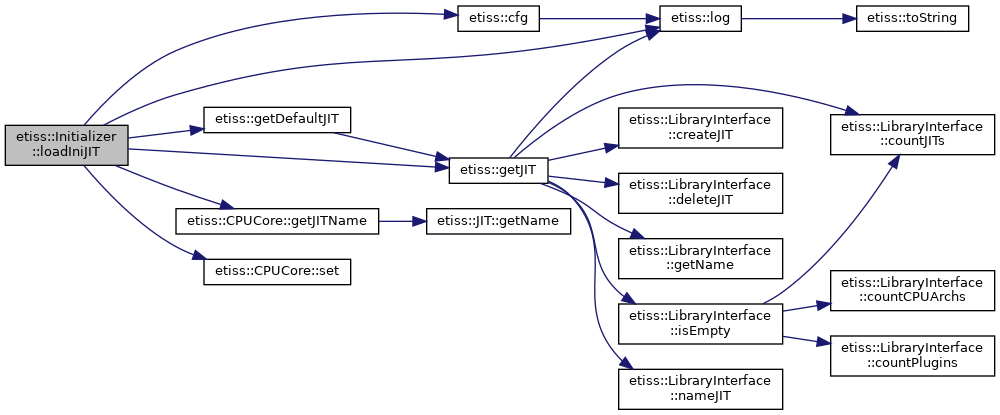 etiss::Initializer
::loadIniJIT
etiss::cfg
etiss::log
etiss::toString
etiss::getDefaultJIT
etiss::getJIT
etiss::CPUCore::getJITName
etiss::JIT::getName
etiss::CPUCore::set
etiss::LibraryInterface
::createJIT
etiss::LibraryInterface
::deleteJIT
etiss::LibraryInterface
::getName
etiss::LibraryInterface
::isEmpty
etiss::LibraryInterface
::nameJIT
etiss::LibraryInterface
::countJITs
etiss::LibraryInterface
::countCPUArchs
etiss::LibraryInterface
::countPlugins